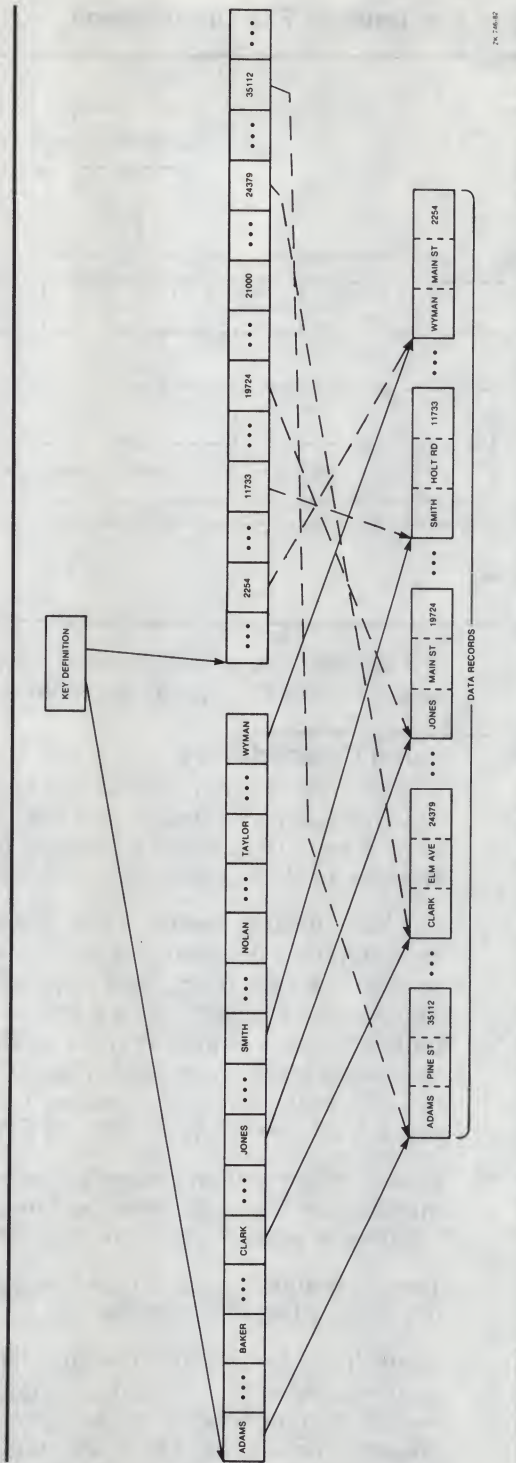 KEY DEFINITION
ADAMS ••• BAKER ••• CLARK ••• JONES ••• SMITH ••• NOLAN ••• TAYLOR ••• WYMAN ••• 2254 ••• 11733 ••• 19724 ••• 21000 ••• 24379 ••• 35112 •••
ADAMS PINE ST 35112 ••• CLARK ELM AVE 24379 ••• JONES MAIN ST 19724 ••• SMITH HOLT RD 11733 ••• WYMAN MAIN ST 2254
DATA RECORDS